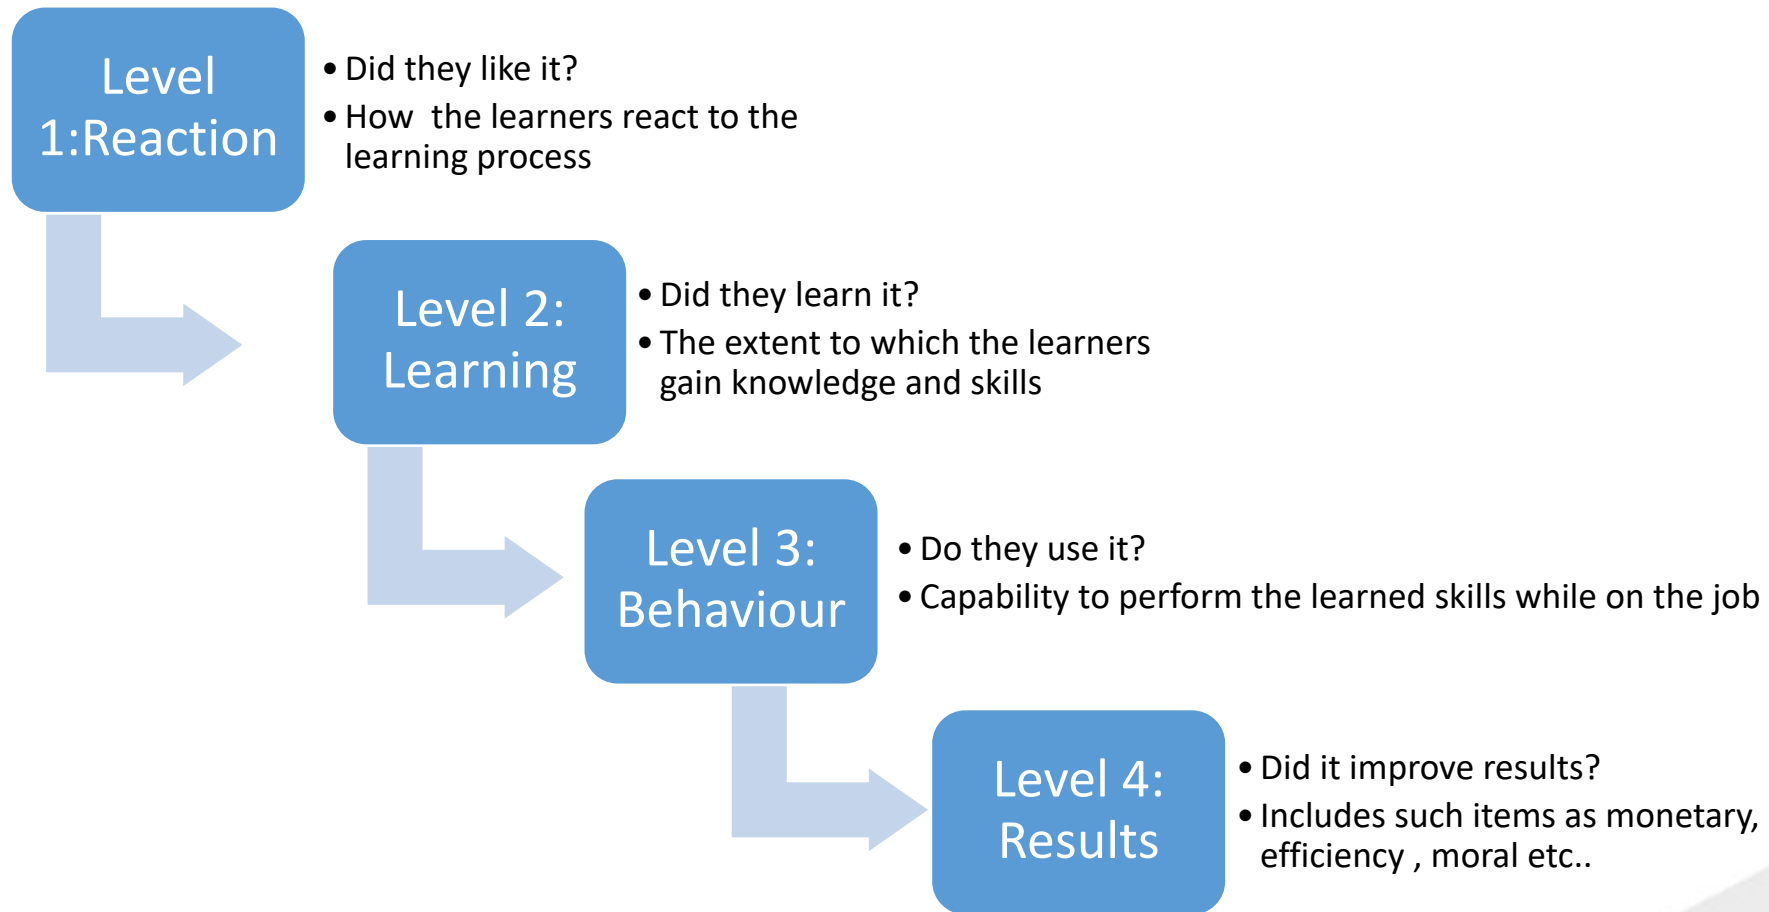 Level
1:Reaction
• Did they like it?
• How  the learners react to the
learning process
Level 2:
Learning
• Did they learn it?
• The extent to which the learners
gain knowledge and skills
Level 3:
Behaviour
• Do they use it?
• Capability to perform the learned skills while on the job
Level 4:
Results
• Did it improve results?
• Includes such items as monetary,
efficiency , moral etc..